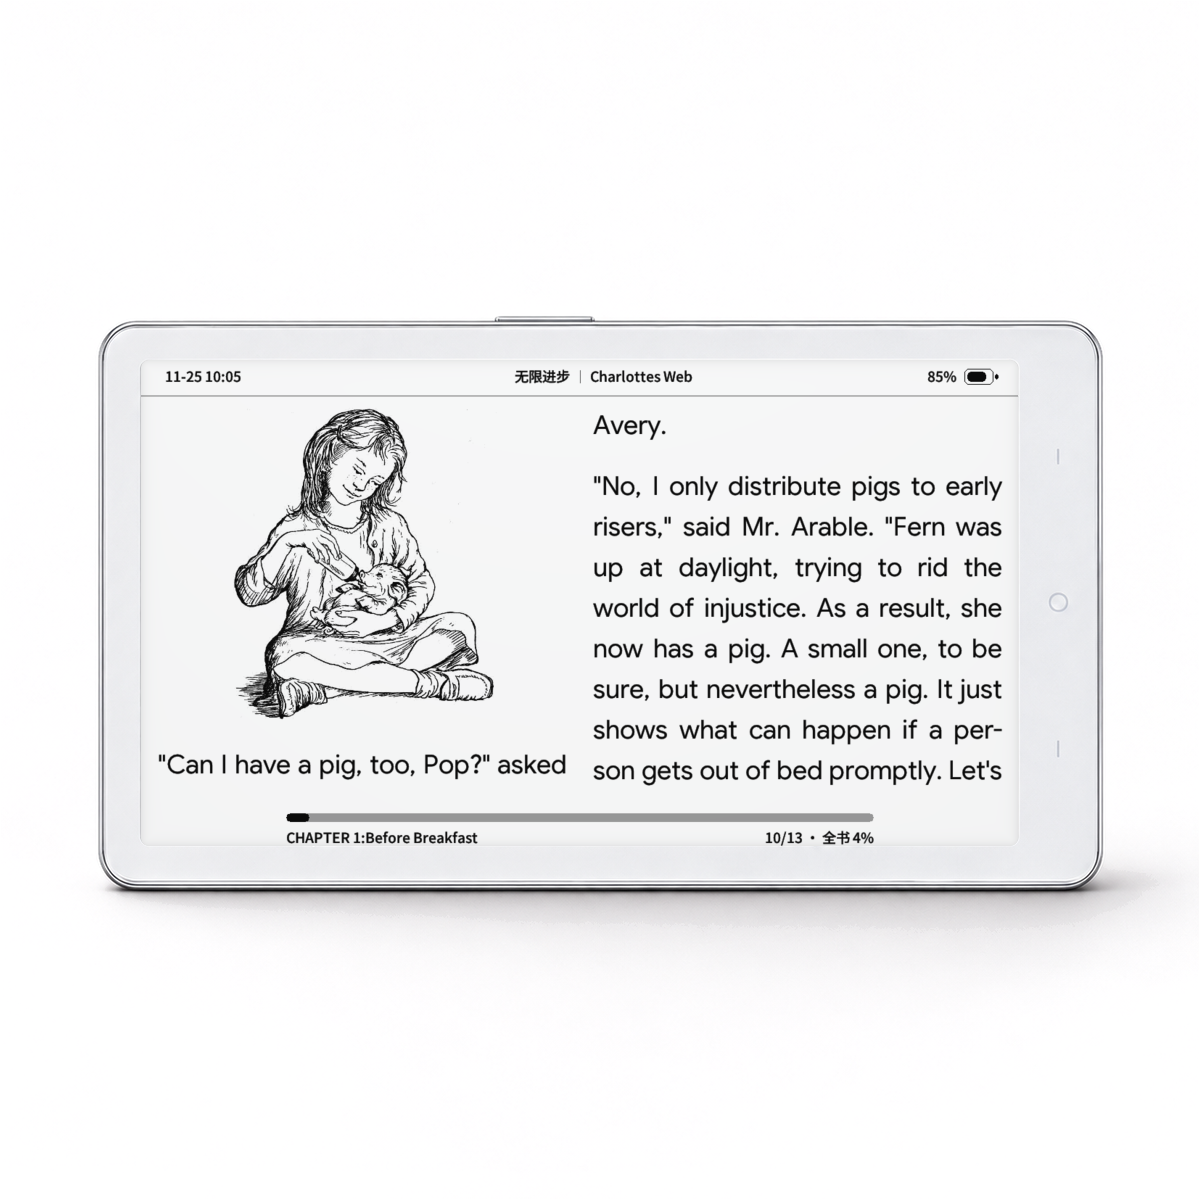 11-25 10:05
无限进步 | Charlottes Web
85%
"Can I have a pig, too, Pop?" asked
Avery.
"No, I only distribute pigs to early
risers," said Mr. Arable. "Fern was
up at daylight, trying to rid the
world of injustice. As a result, she
now has a pig. A small one, to be
sure, but nevertheless a pig. It just
shows what can happen if a per-
son gets out of bed promptly. Let's
CHAPTER 1:Before Breakfast
10/13 · 全书 4%